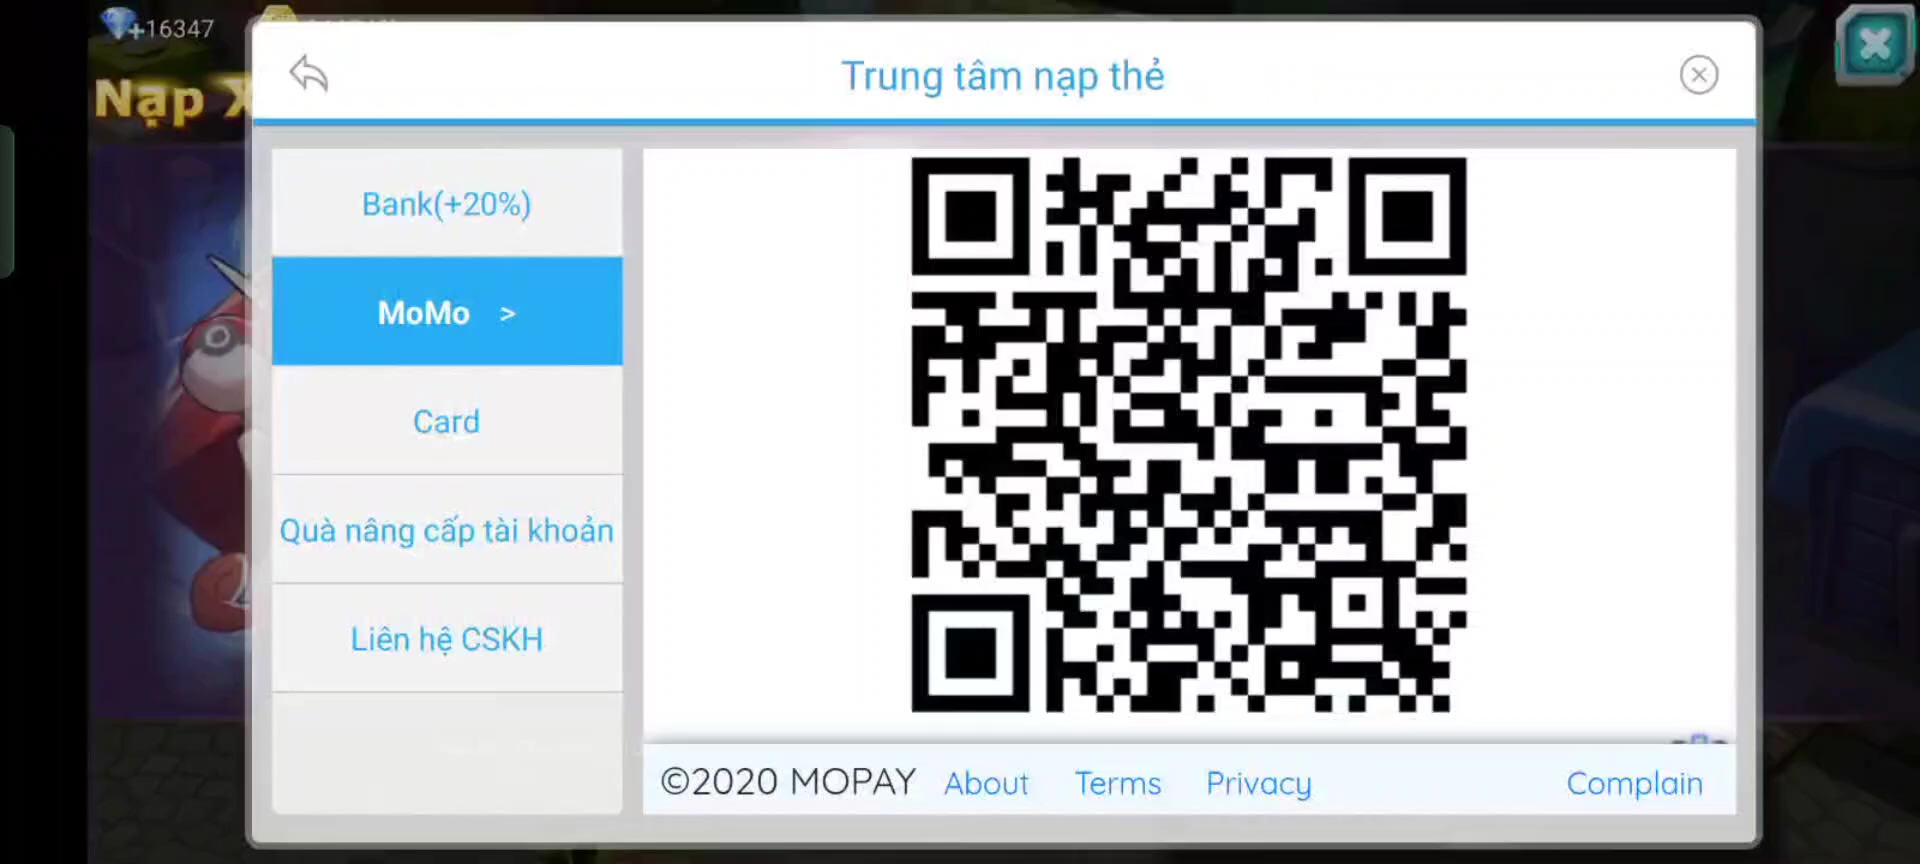 +16347
Nạp X
Trung tâm nạp thẻ
Bank(+20%)
MoMo >
Card
Quà nâng cấp tài khoản
Liên hệ CSKH
©2020 MOPAY About Terms Privacy Complain